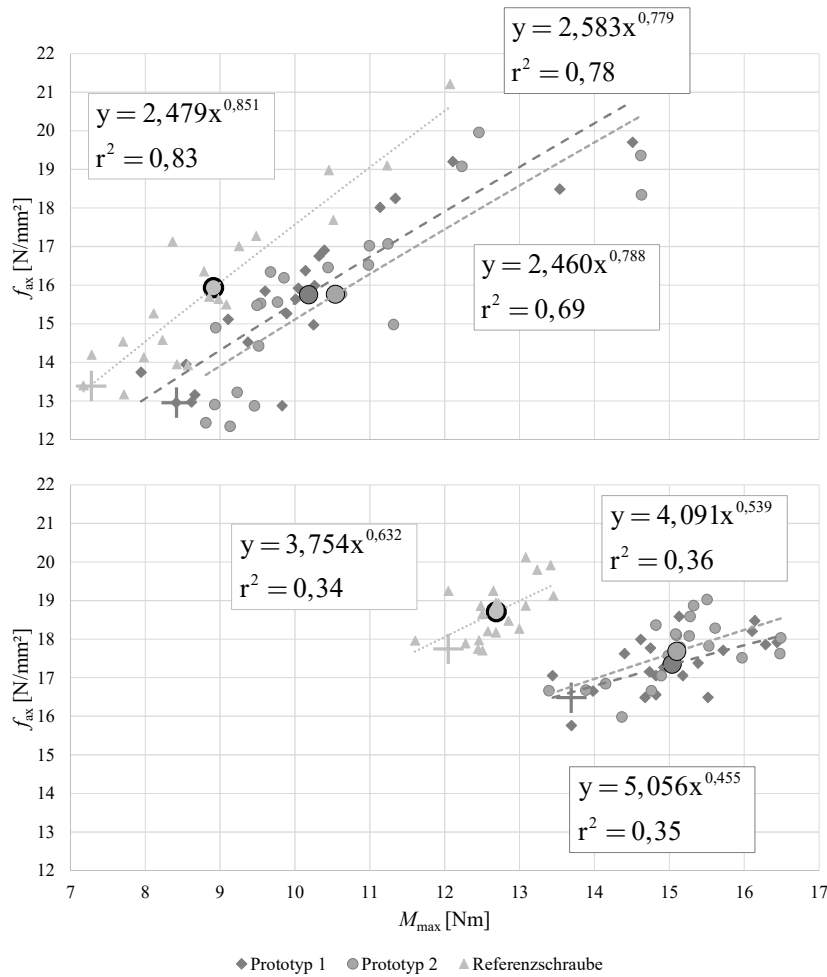 y = 2,583x^0,779
r² = 0,78
22
21
y = 2,479x^0,851
r² = 0,83
20
19
18
17
16
15
14
13
12
f_ax [N/mm²]
y = 2,460x^0,788
r² = 0,69
22
21
20
19
18
17
16
15
14
13
12
f_ax [N/mm²]
y = 3,754x^0,632
r² = 0,34
y = 4,091x^0,539
r² = 0,36
y = 5,056x^0,455
r² = 0,35
7 8 9 10 11 12 13 14 15 16 17
M_max [Nm]
Prototyp 1 Prototyp 2 Referenzschraube